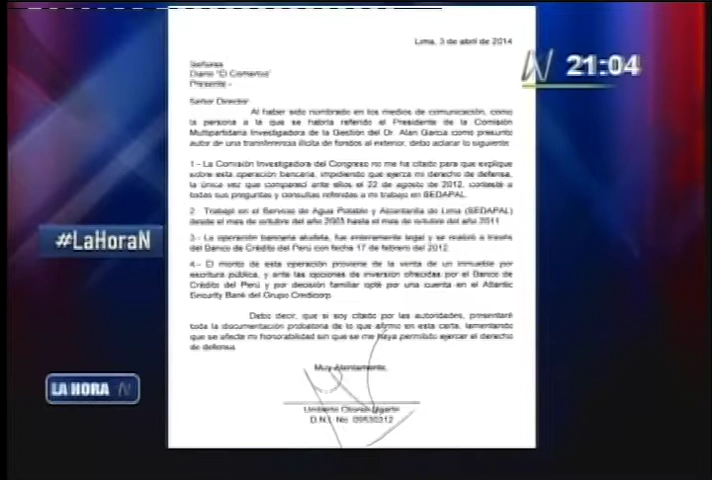 Lima, 3 de abril de 2014
Señores
Diario "El Comercio"
Presente.-
Señor Director
Al haber sido nombrado en los medios de comunicación, como
la persona a la que se habría referido el Presidente de la Comisión
Multipartidaria Investigadora de la Gestión del Dr. Alan García como presunto
autor de una transferencia ilícita de fondos al exterior, debo aclarar lo siguiente:
1.- La Comisión Investigadora del Congreso no me ha citado para que explique
sobre esta operación bancaria, impidiendo que ejerza mi derecho de defensa,
la única vez que comparecí ante ellos el 22 de agosto de 2012, contesté a
todas sus preguntas y consultas referidas a mi trabajo en SEDAPAL.
2. Trabajé en el Servicio de Agua Potable y Alcantarilla de Lima (SEDAPAL)
desde el mes de octubre del año 2003 hasta el mes de octubre del año 2011.
3.- La operación bancaria aludida, fue enteramente legal y se realizó a través
del Banco de Crédito del Perú con fecha 17 de febrero del 2012.
4.- El monto de esta operación proviene de la venta de un inmueble por
escritura pública, y ante las opciones de inversión ofrecidas por el Banco de
Crédito del Perú y por decisión familiar opté por una cuenta en el Atlantic
Security Bank del Grupo Credicorp.
Debo decir, que si soy citado por las autoridades, presentaré
toda la documentación probatoria de lo que afirmo en esta carta, lamentando
que se afecte mi honorabilidad sin que se me haya permitido ejercer el derecho
de defensa.
Muy Atentamente,
Umberto Ugarte
D.N.I. No.
N 21:04
#LaHoraN
LA HORA N